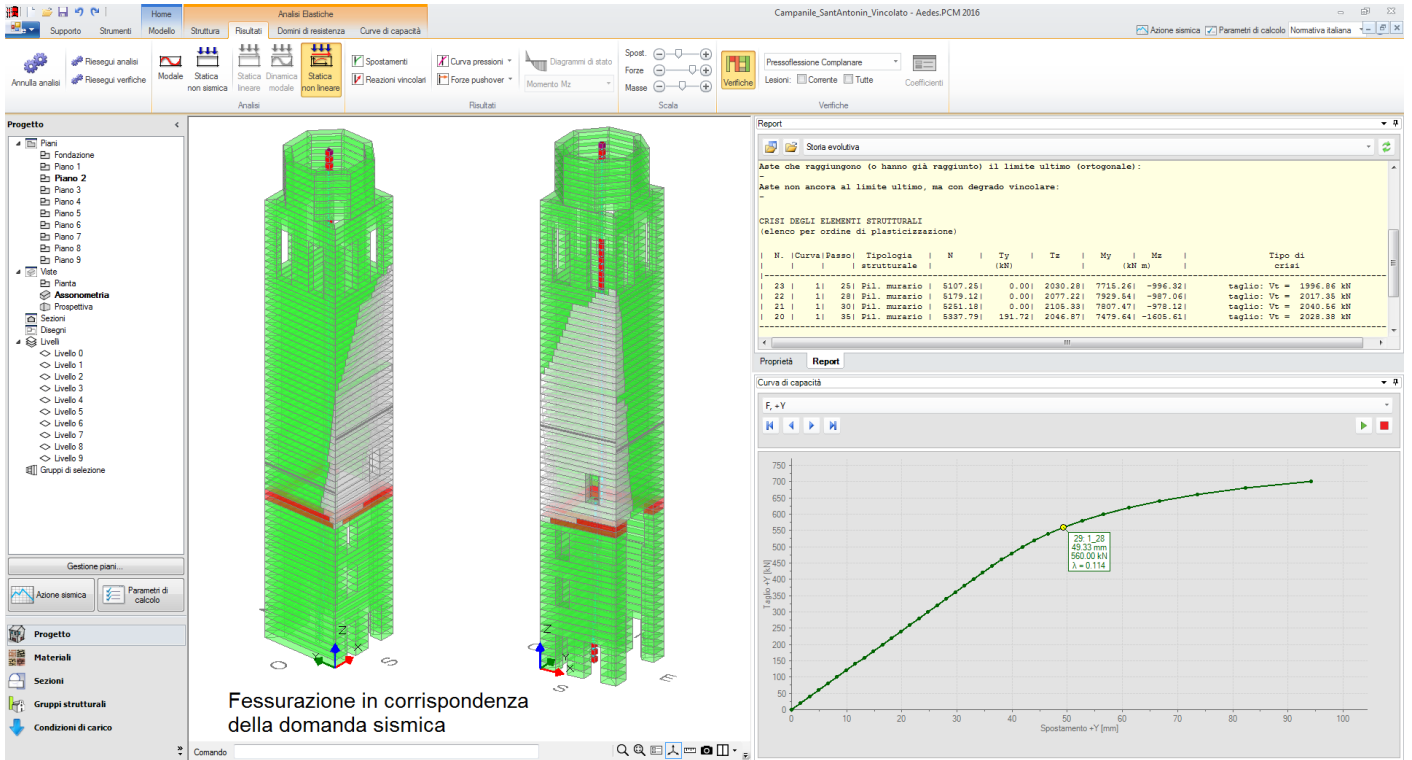 Home
Analisi Elastiche
Campanile_SantAntonin_Vincolato - Aedes.PCM 2016
Supporto Strumenti Modello Struttura Risultati Domini di resistenza Curve di capacità
Azione sismica Parametri di calcolo Normativa italiana
Annulla analisi
Riesegui analisi
Riesegui verifiche
Modale
Statica non sismica
Statica lineare
Dinamica modale
Statica non lineare
Analisi
Spostamenti
Reazioni vincolari
Curva pressioni
Forze pushover
Diagrammi di stato
Momento Mz
Risultati
Spost.
Forze
Masse
Scala
Verifiche
Pressoflessione Complanare
Lesioni: Corrente Tutte
Coefficienti
Verifiche
Progetto
Piani
Fondazione
Piano 1
Piano 2
Piano 3
Piano 4
Piano 5
Piano 6
Piano 7
Piano 8
Piano 9
Viste
Pianta
Assonometria
Prospettiva
Sezioni
Disegni
Livelli
Livello 0
Livello 1
Livello 2
Livello 3
Livello 4
Livello 5
Livello 6
Livello 7
Livello 8
Livello 9
Gruppi di selezione
Gestione piani...
Azione sismica
Parametri di calcolo
Progetto
Materiali
Sezioni
Gruppi strutturali
Condizioni di carico
Z
Y
X
O
S
Z
Y
X
S
E
Fessurazione in corrispondenza
della domanda sismica
Comando
Report
Storia evolutiva
Aste che raggiungono (o hanno già raggiunto) il limite ultimo (ortogonale):
-
Aste non ancora al limite ultimo, ma con degrado vincolare:
-
CRISI DEGLI ELEMENTI STRUTTURALI
(elenco per ordine di plasticizzazione)
| N. |Curva|Passo| Tipologia | N | Ty | Tz | My | Mz | Tipo di
| | | | strutturale | (kN) | (kN m) | crisi
| 23 | 1| 25| Pil. murario | 5107.25| 0.00| 2030.28| 7715.26| -996.32| taglio: Vt = 1996.86 kN
| 22 | 1| 28| Pil. murario | 5179.12| 0.00| 2077.22| 7929.54| -987.06| taglio: Vt = 2017.35 kN
| 21 | 1| 30| Pil. murario | 5251.18| 0.00| 2105.33| 7807.47| -978.12| taglio: Vt = 2040.56 kN
| 20 | 1| 35| Pil. murario | 5337.79| 191.72| 2046.87| 7479.64| -1605.61| taglio: Vt = 2028.38 kN
Proprietà Report
Curva di capacità
F, +Y
750
700
650
600
550
500
450
400
350
300
250
200
150
100
50
0
Taglio +Y [kN]
29: 1_28
49.33 mm
560.00 kN
λ = 0.114
0 10 20 30 40 50 60 70 80 90 100
Spostamento +Y [mm]